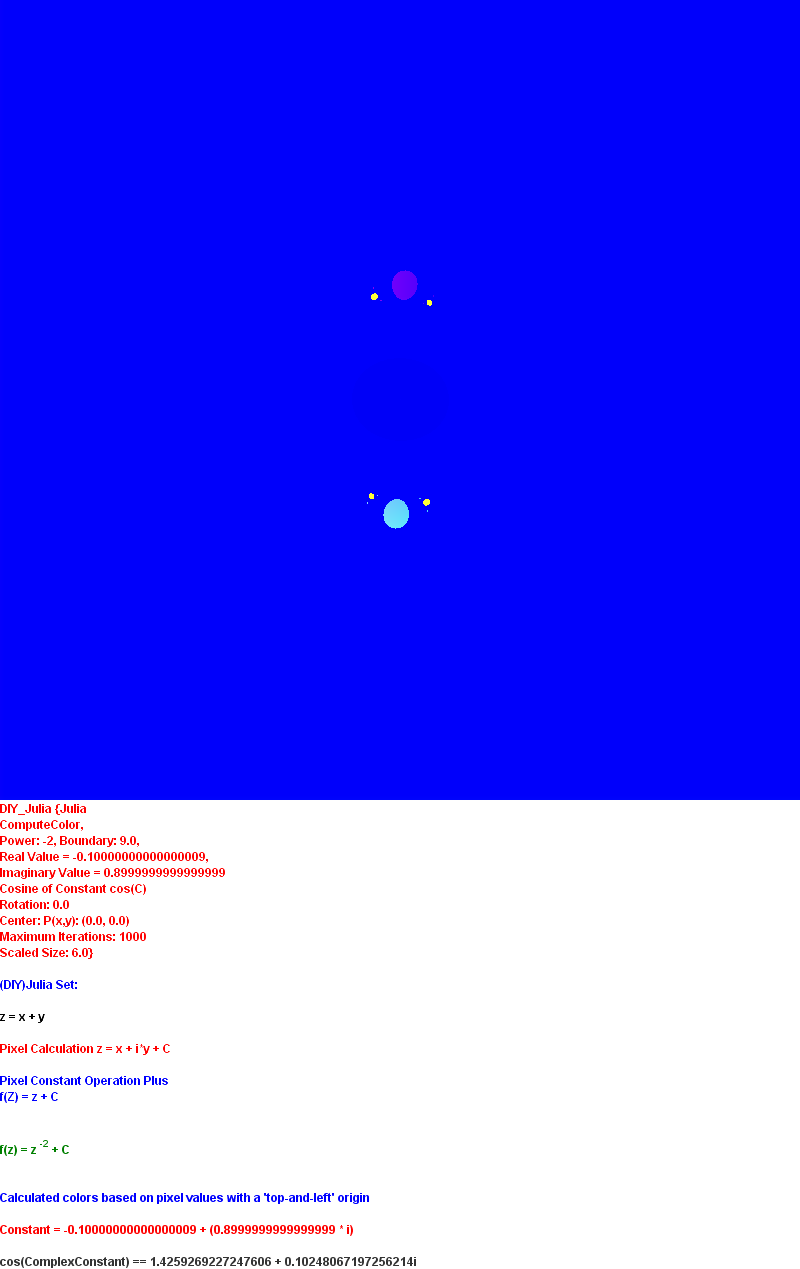 DIY_Julia {Julia
ComputeColor,
Power: -2, Boundary: 9.0,
Real Value = -0.10000000000000009,
Imaginary Value = 0.8999999999999999
Cosine of Constant cos(C)
Rotation: 0.0
Center: P(x,y): (0.0, 0.0)
Maximum Iterations: 1000
Scaled Size: 6.0}
(DIY)Julia Set:
z = x + y
Pixel Calculation z = x + i*y + C
Pixel Constant Operation Plus
f(Z) = z + C
f(z) = z -2 + C
Calculated colors based on pixel values with a 'top-and-left' origin
Constant = -0.10000000000000009 + (0.8999999999999999 * i)
cos(ComplexConstant) == 1.4259269227247606 + 0.10248067197256214i